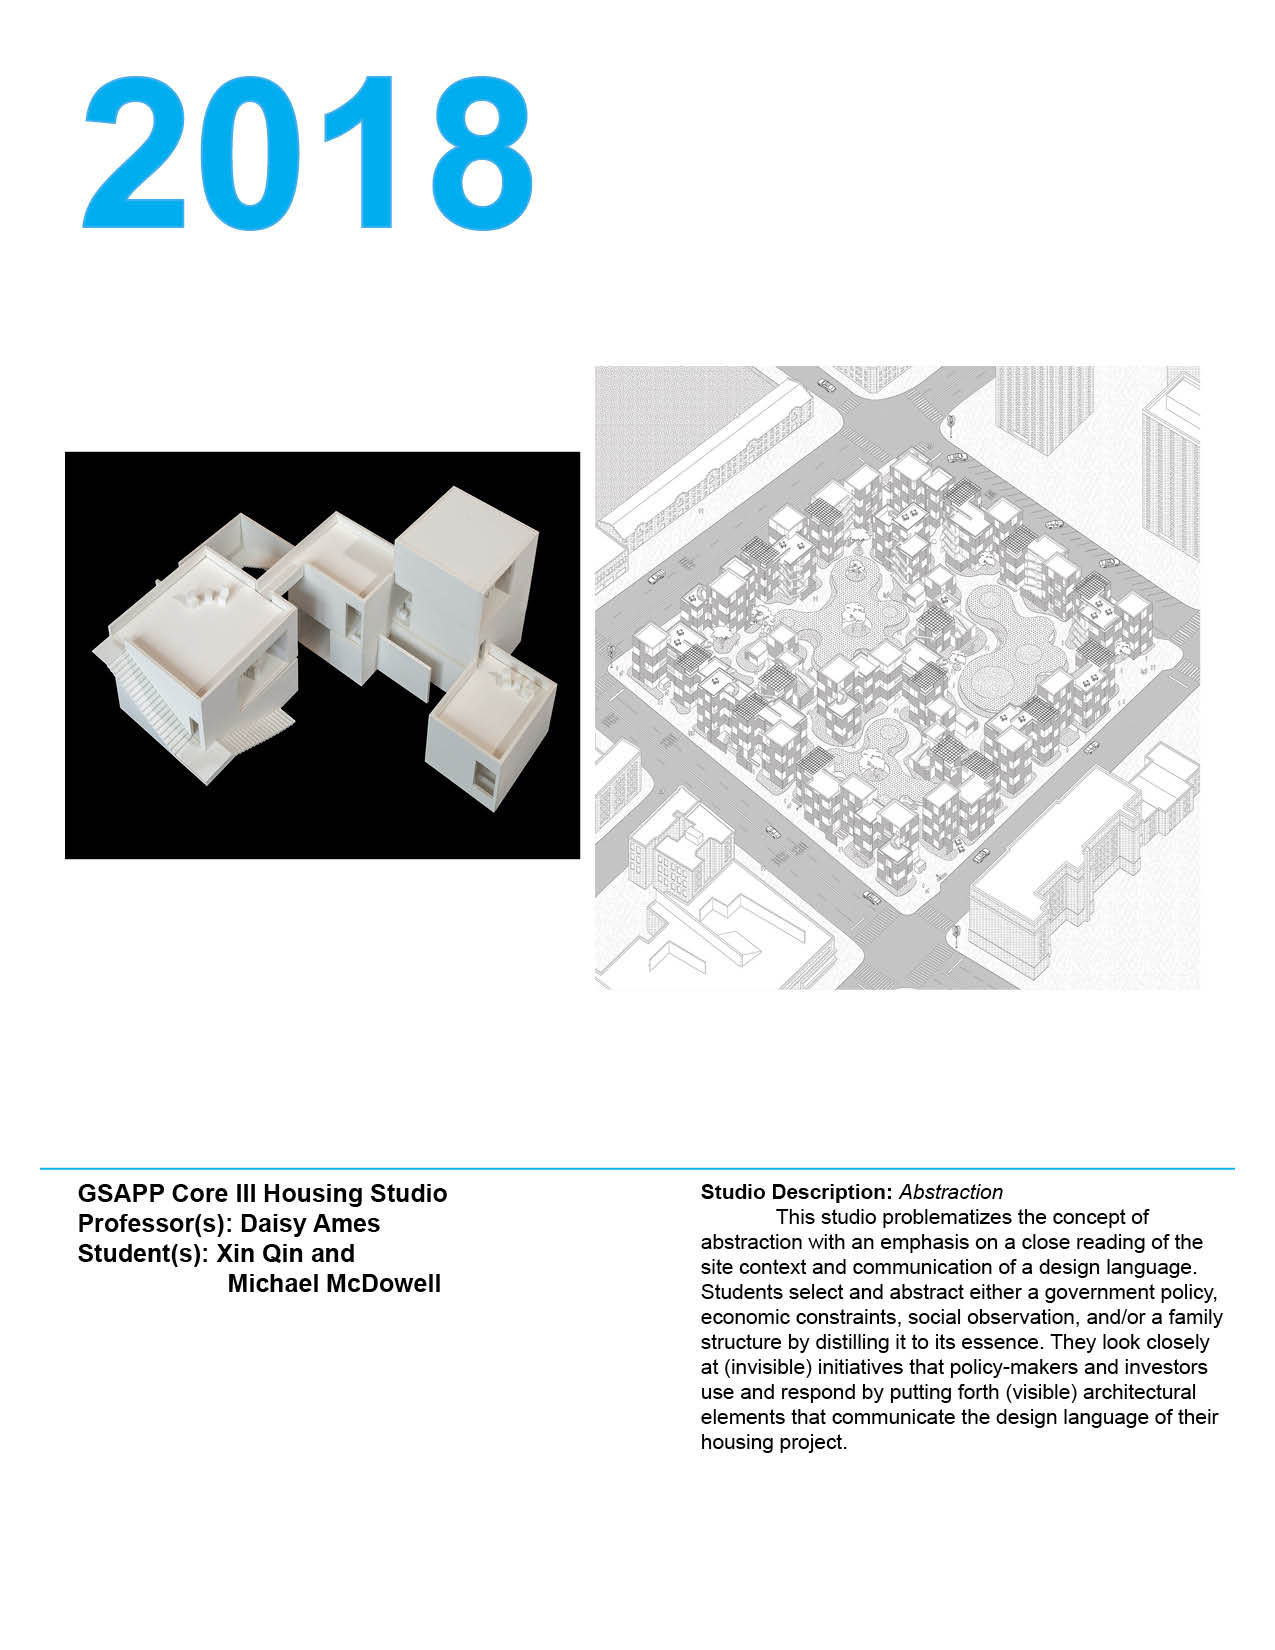 2018
GSAPP Core III Housing Studio
Professor(s): Daisy Ames
Student(s): Xin Qin and
Michael McDowell
Studio Description: Abstraction
This studio problematizes the concept of
abstraction with an emphasis on a close reading of the
site context and communication of a design language.
Students select and abstract either a government policy,
economic constraints, social observation, and/or a family
structure by distilling it to its essence. They look closely
at (invisible) initiatives that policy-makers and investors
use and respond by putting forth (visible) architectural
elements that communicate the design language of their
housing project.